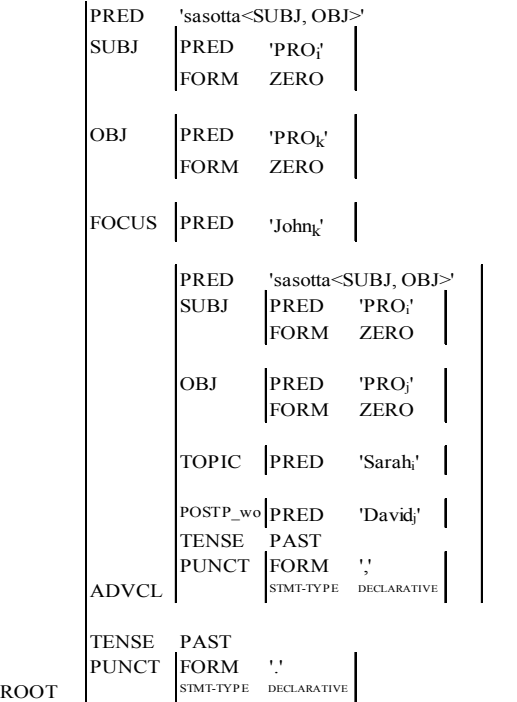 PRED 'sasotta<SUBJ, OBJ>'
SUBJ PRED 'PROi'
FORM ZERO
OBJ PRED 'PROk'
FORM ZERO
FOCUS PRED 'Johnk'
PRED 'sasotta<SUBJ, OBJ>'
SUBJ PRED 'PROi'
FORM ZERO
OBJ PRED 'PROj'
FORM ZERO
TOPIC PRED 'Sarahi'
POSTP_wo PRED 'Davidj'
TENSE PAST
PUNCT FORM ','
ADVCL STMT-TYPE DECLARATIVE
TENSE PAST
PUNCT FORM '.'
ROOT STMT-TYPE DECLARATIVE